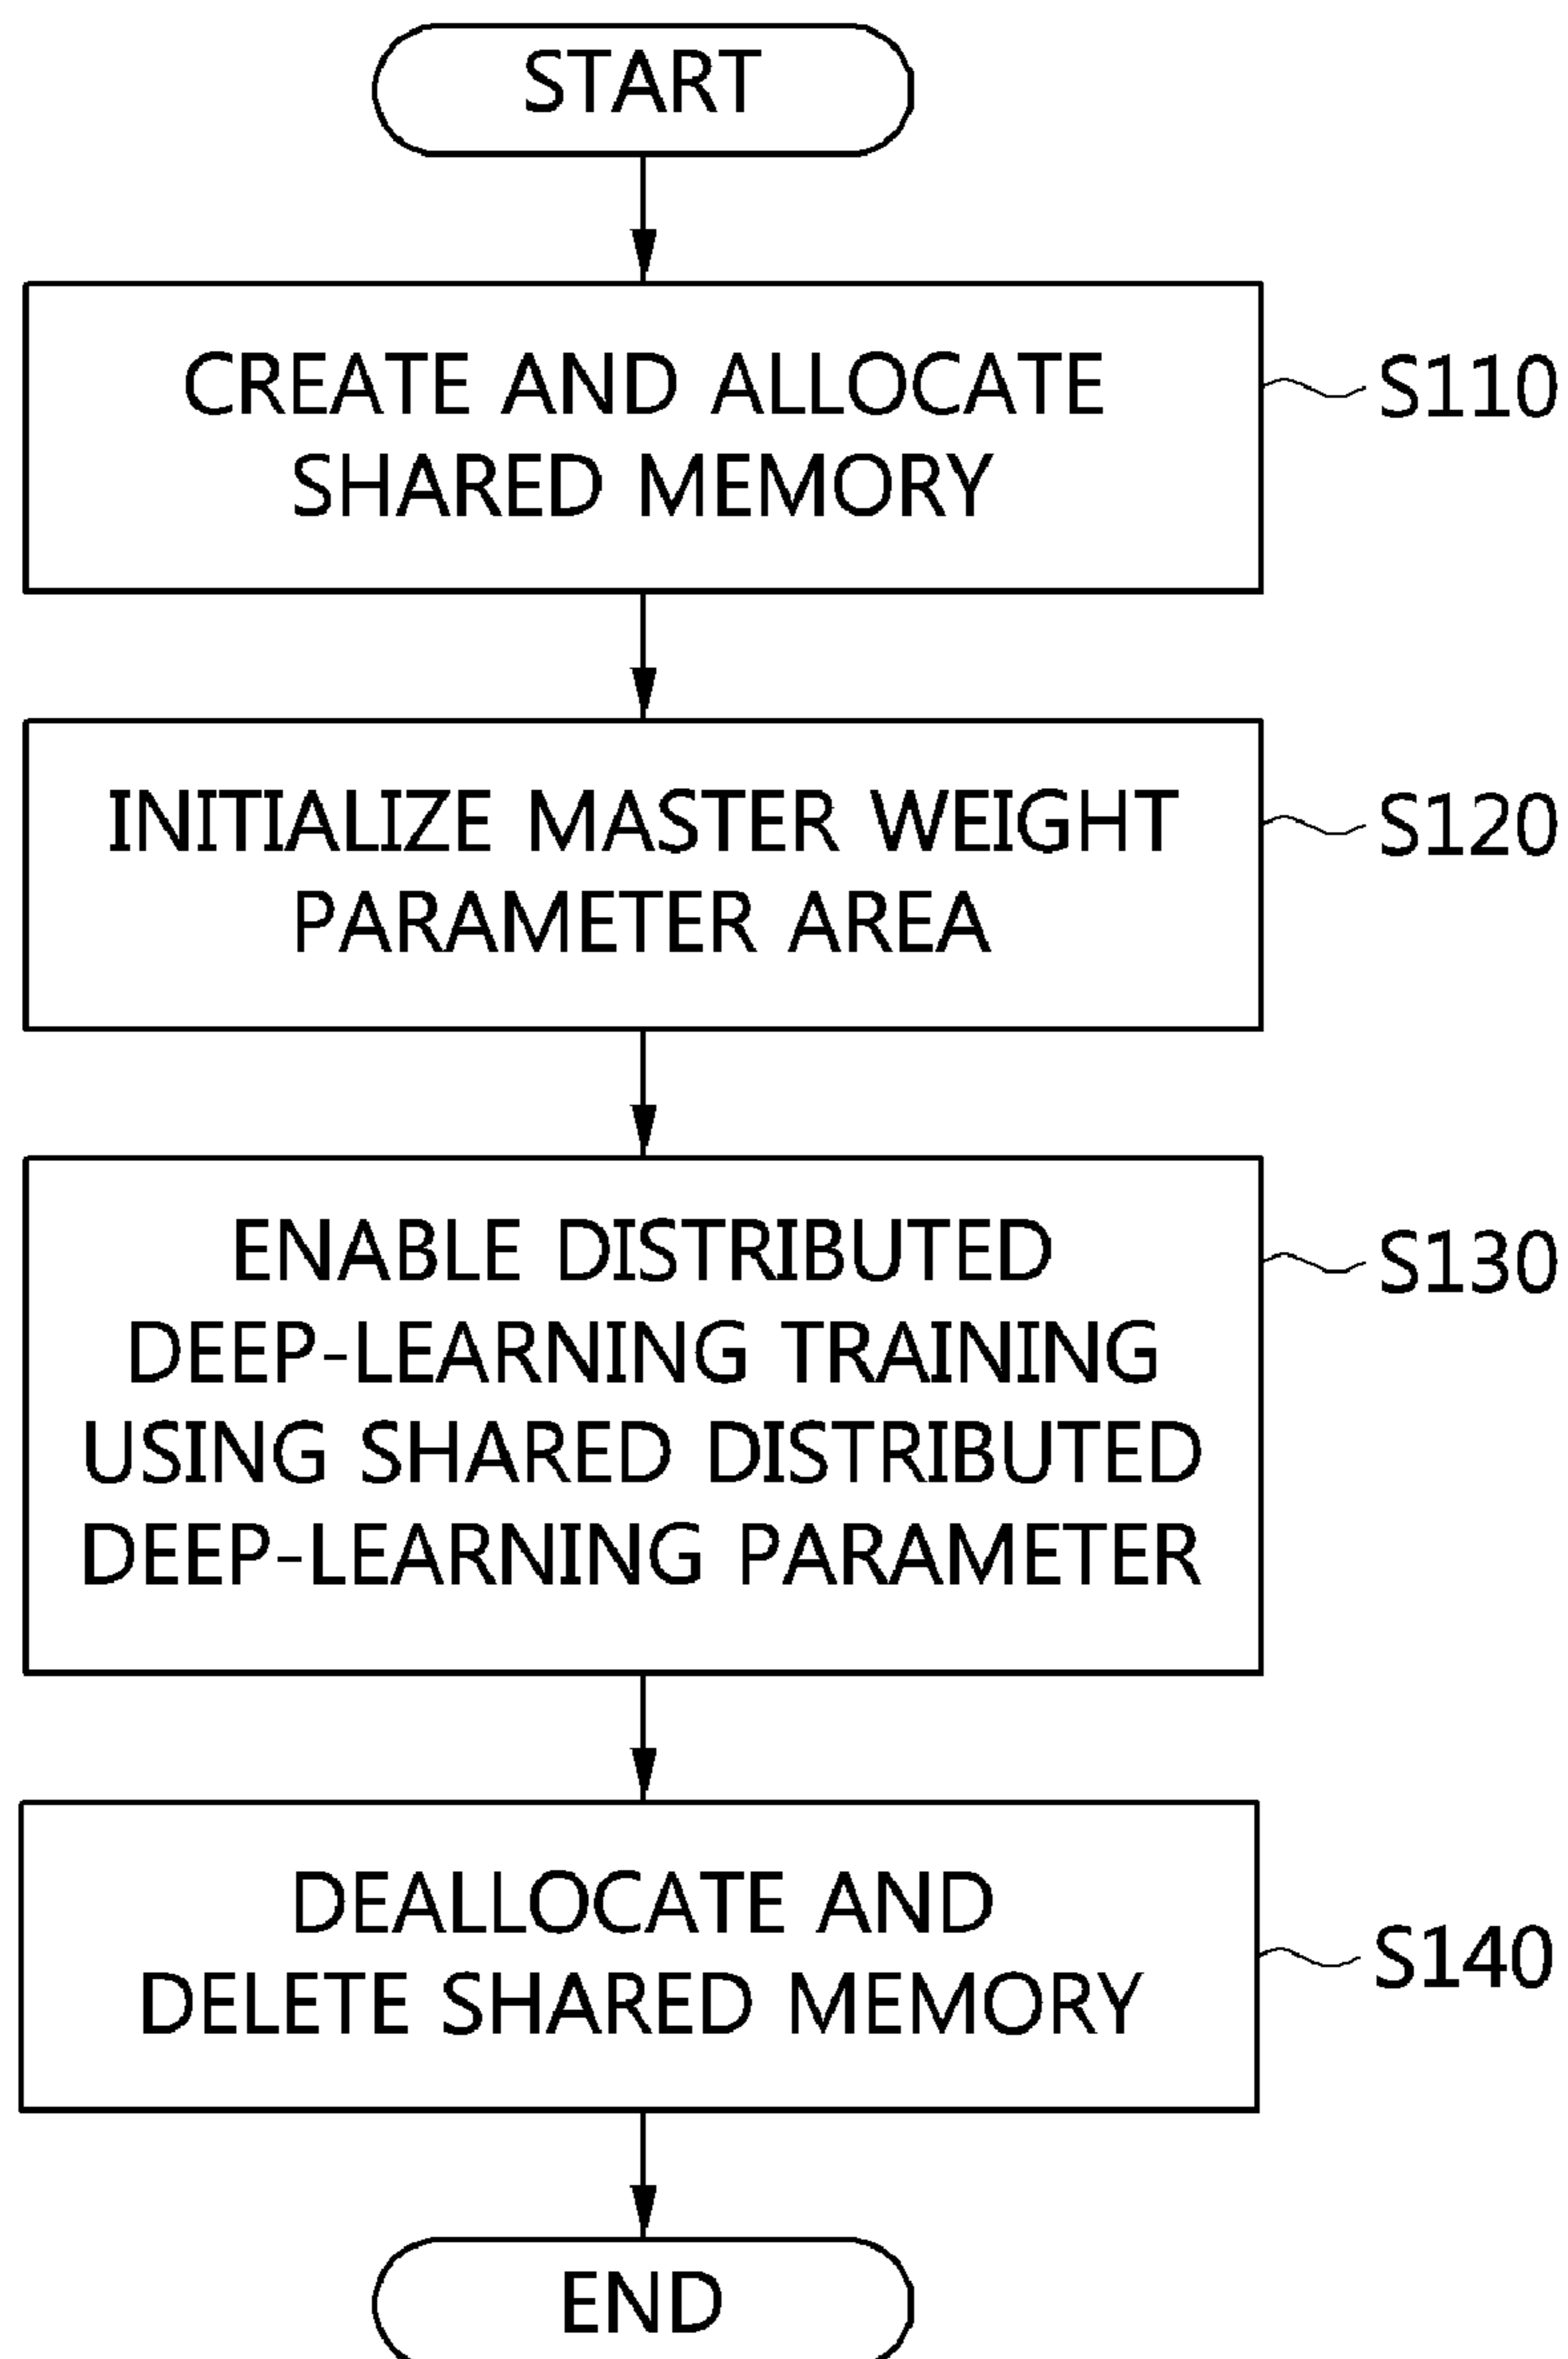 START
CREATE AND ALLOCATE
SHARED MEMORY
S110
INITIALIZE MASTER WEIGHT
PARAMETER AREA
S120
ENABLE DISTRIBUTED
DEEP-LEARNING TRAINING
USING SHARED DISTRIBUTED
DEEP-LEARNING PARAMETER
S130
DEALLOCATE AND
DELETE SHARED MEMORY
S140
END